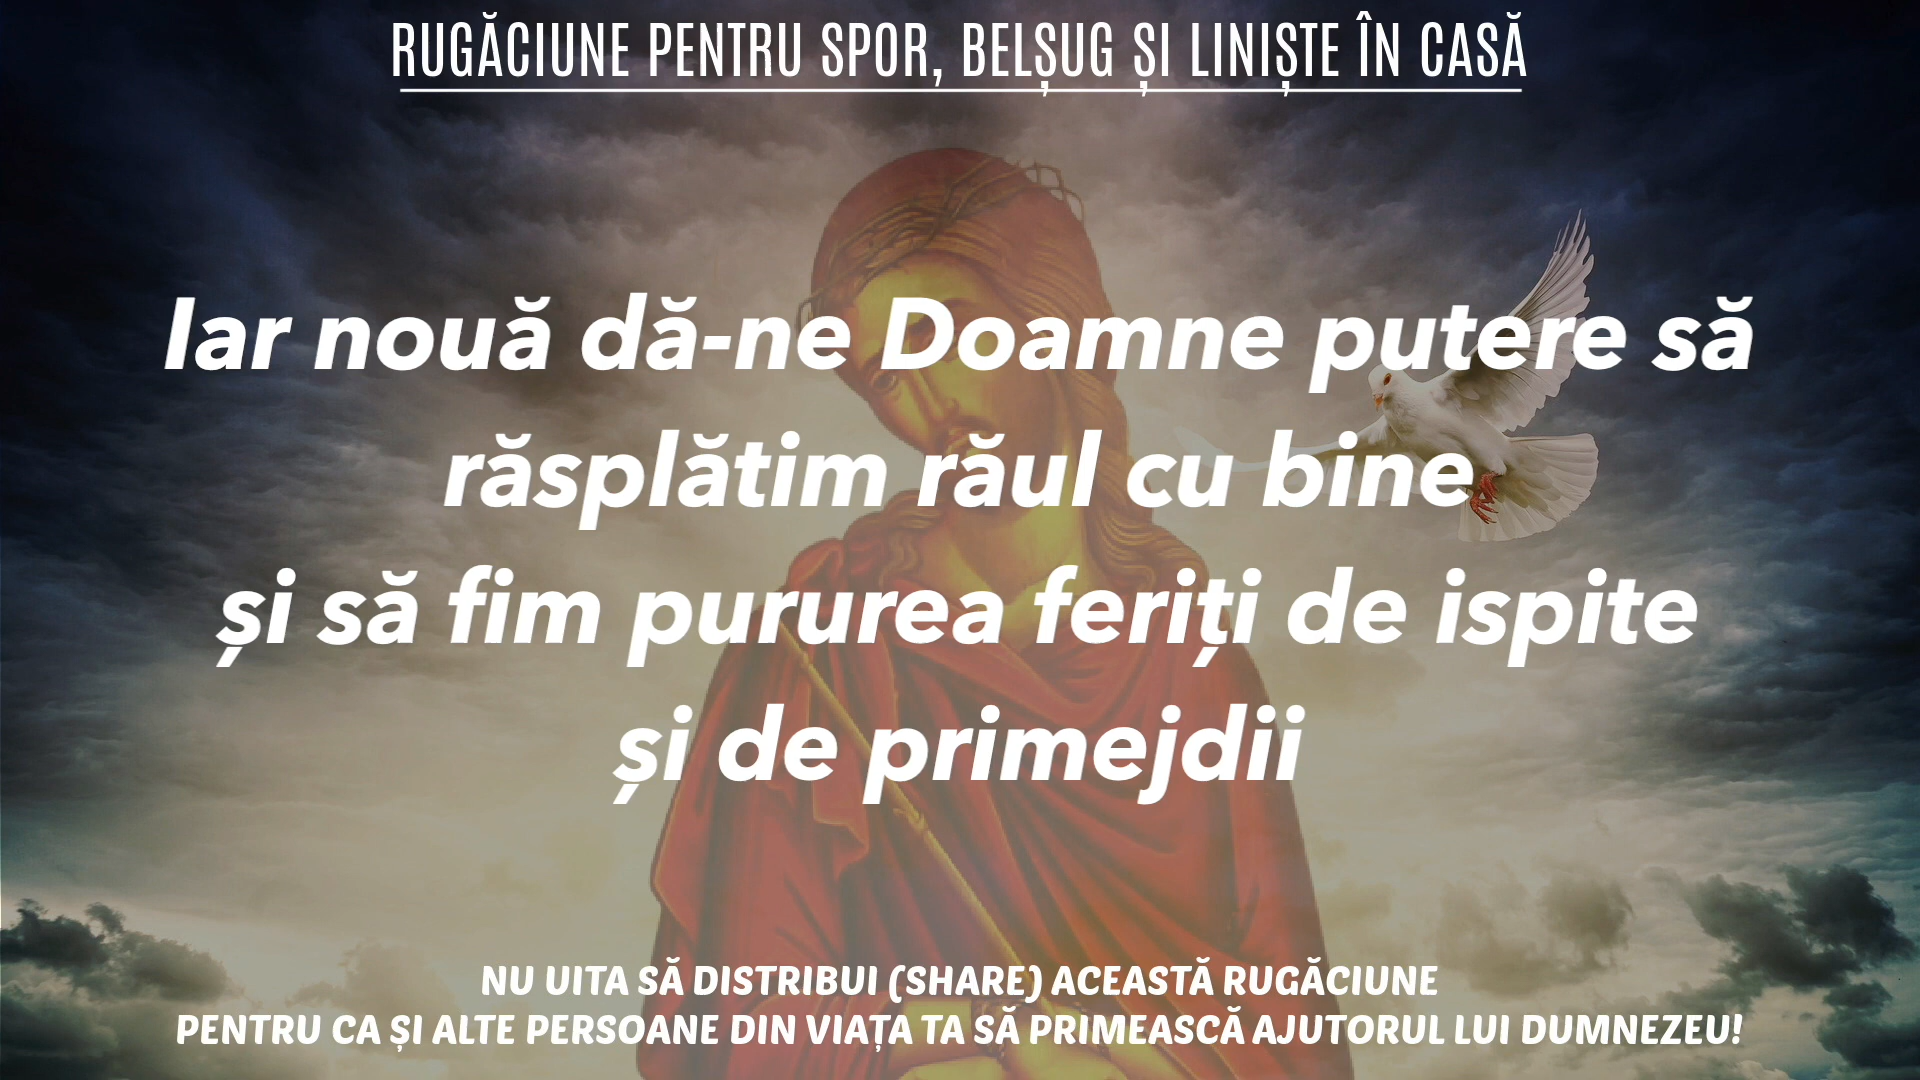 RUGĂCIUNE PENTRU SPOR, BELȘUG ȘI LINIȘTE ÎN CASĂ
Iar nouă dă-ne Doamne putere să
răsplătim răul cu bine
și să fim pururea feriți de ispite
și de primejdii
NU UITA SĂ DISTRIBUI (SHARE) ACEASTĂ RUGĂCIUNE
PENTRU CA ȘI ALTE PERSOANE DIN VIAȚA TA SĂ PRIMEASCĂ AJUTORUL LUI DUMNEZEU!